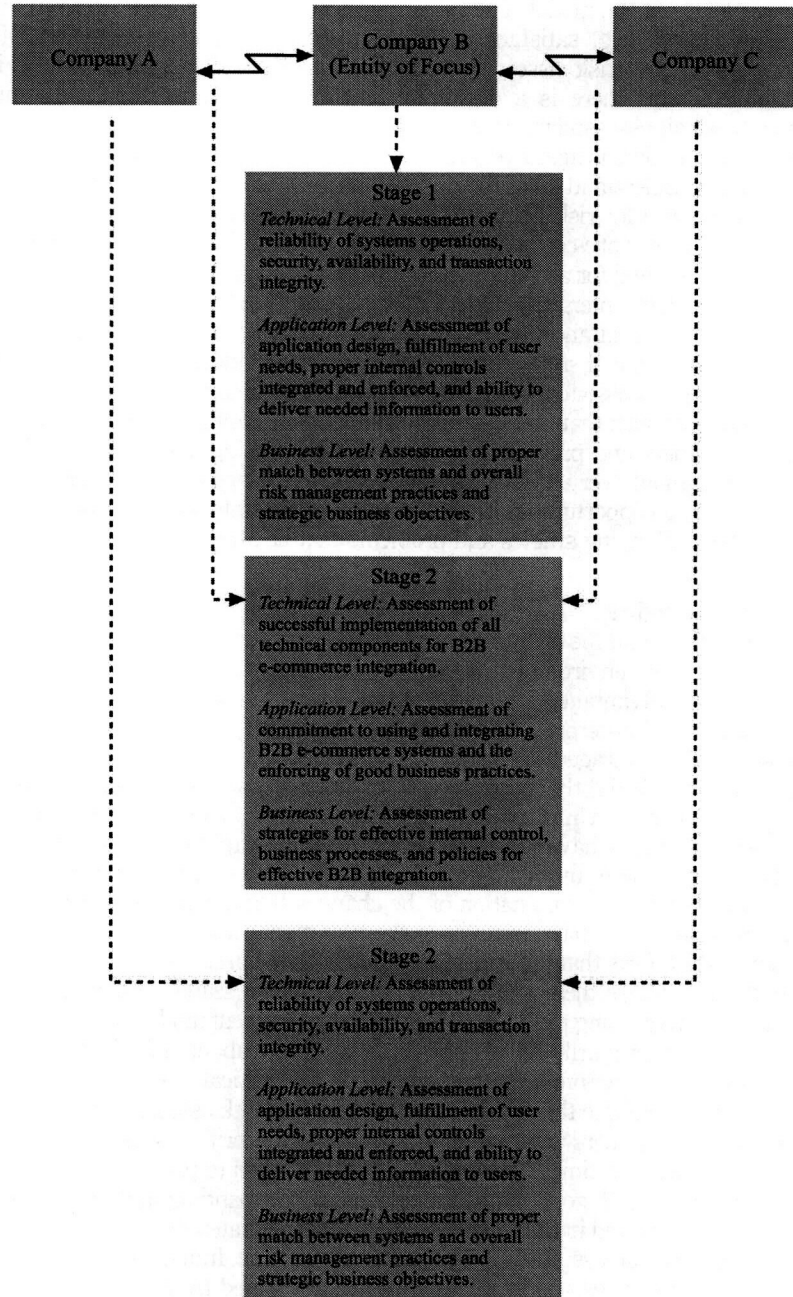 Company A
Company B
(Entity of Focus)
Company C
Stage 1
Technical Level: Assessment of
reliability of systems operations,
security, availability, and transaction
integrity.
Application Level: Assessment of
application design, fulfillment of user
needs, proper internal controls
integrated and enforced, and ability to
deliver needed information to users.
Business Level: Assessment of proper
match between systems and overall
risk management practices and
strategic business objectives.
Stage 2
Technical Level: Assessment of
successful implementation of all
technical components for B2B
e-commerce integration.
Application Level: Assessment of
commitment to using and integrating
B2B e-commerce systems and the
enforcing of good business practices.
Business Level: Assessment of
strategies for effective internal control,
business processes, and policies for
effective B2B integration.
Stage 2
Technical Level: Assessment of
reliability of systems operations,
security, availability, and transaction
integrity.
Application Level: Assessment of
application design, fulfillment of user
needs, proper internal controls
integrated and enforced, and ability to
deliver needed information to users.
Business Level: Assessment of proper
match between systems and overall
risk management practices and
strategic business objectives.